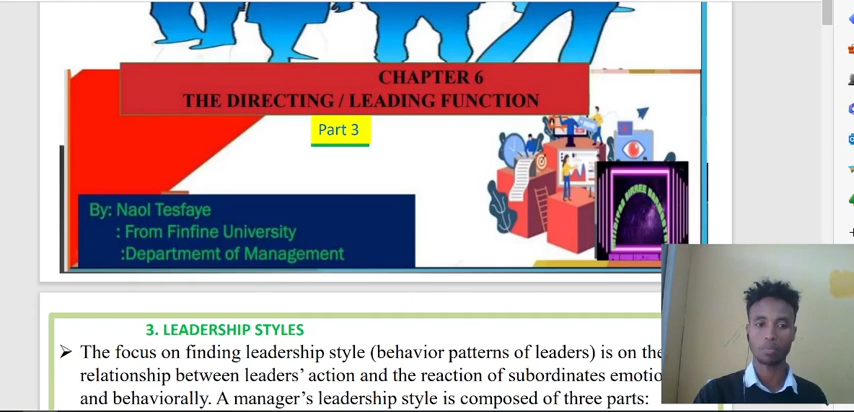 CHAPTER 6
THE DIRECTING / LEADING FUNCTION
Part 3
By: Naol Tesfaye
: From Finfine University
:Departmemt of Management
3. LEADERSHIP STYLES
➤ The focus on finding leadership style (behavior patterns of leaders) is on the
relationship between leaders’ action and the reaction of subordinates emotio
and behaviorally. A manager’s leadership style is composed of three parts: